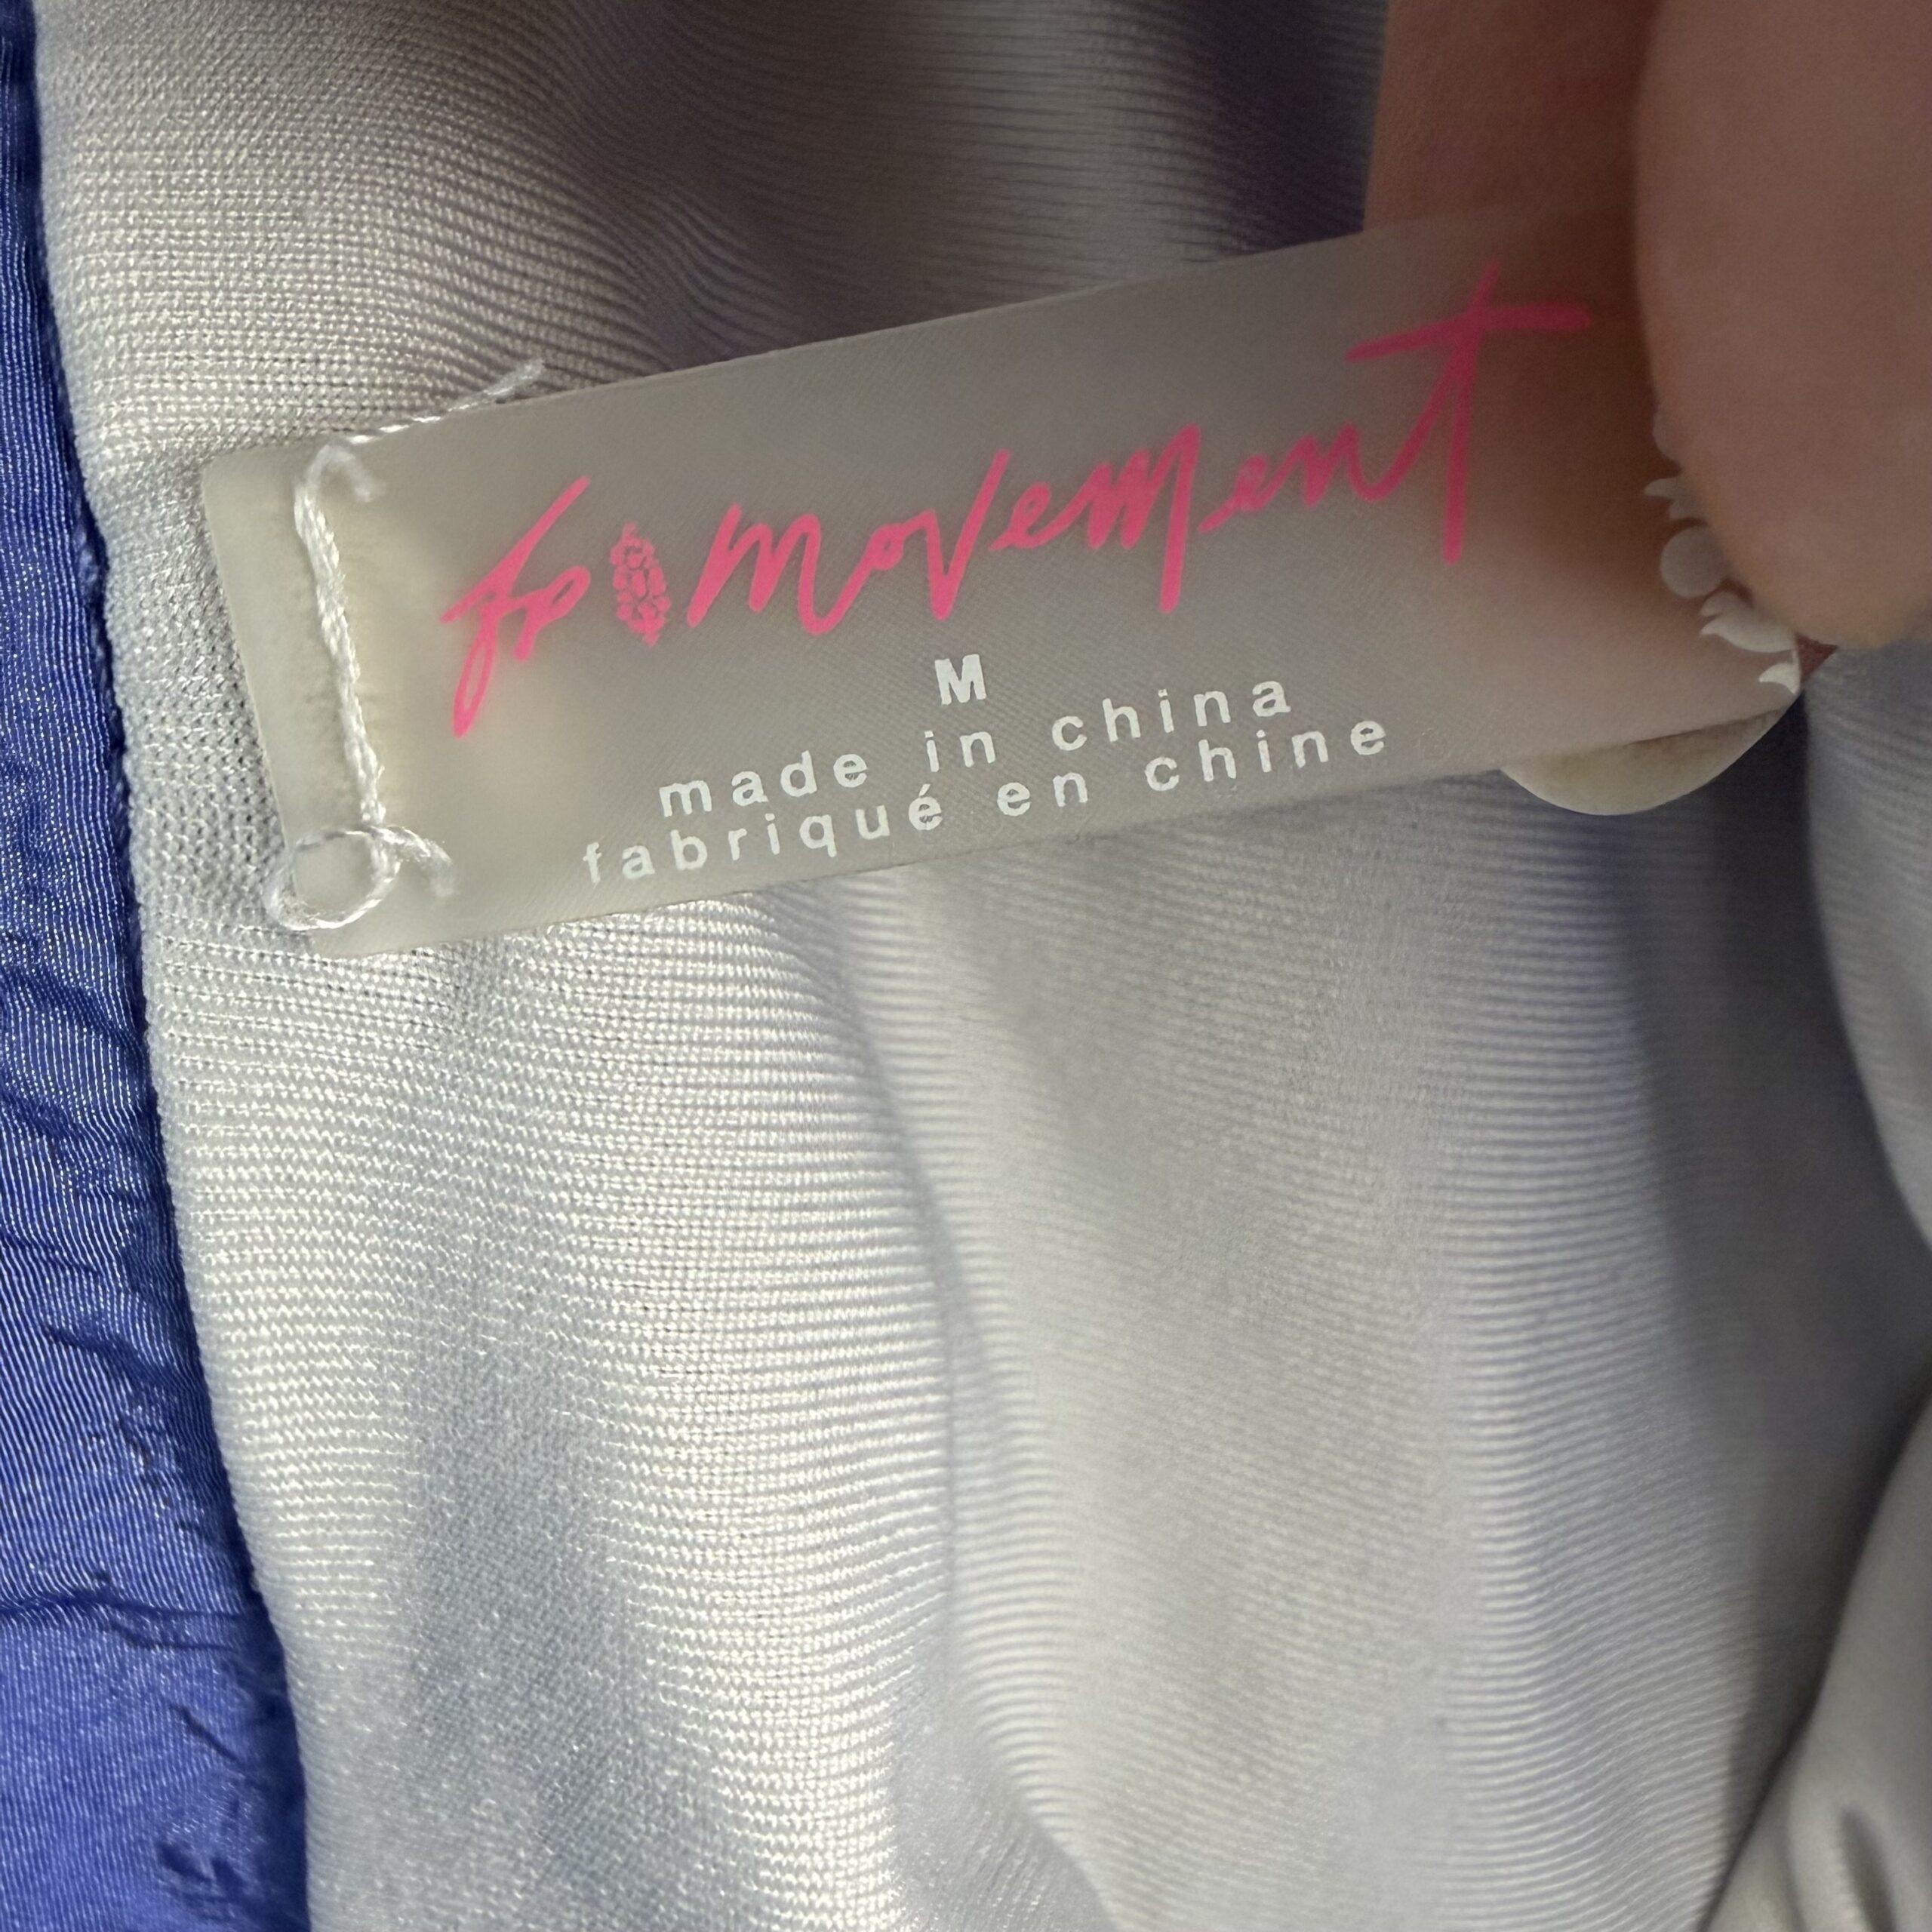 fp movement
M
made in china
fabriqué en chine